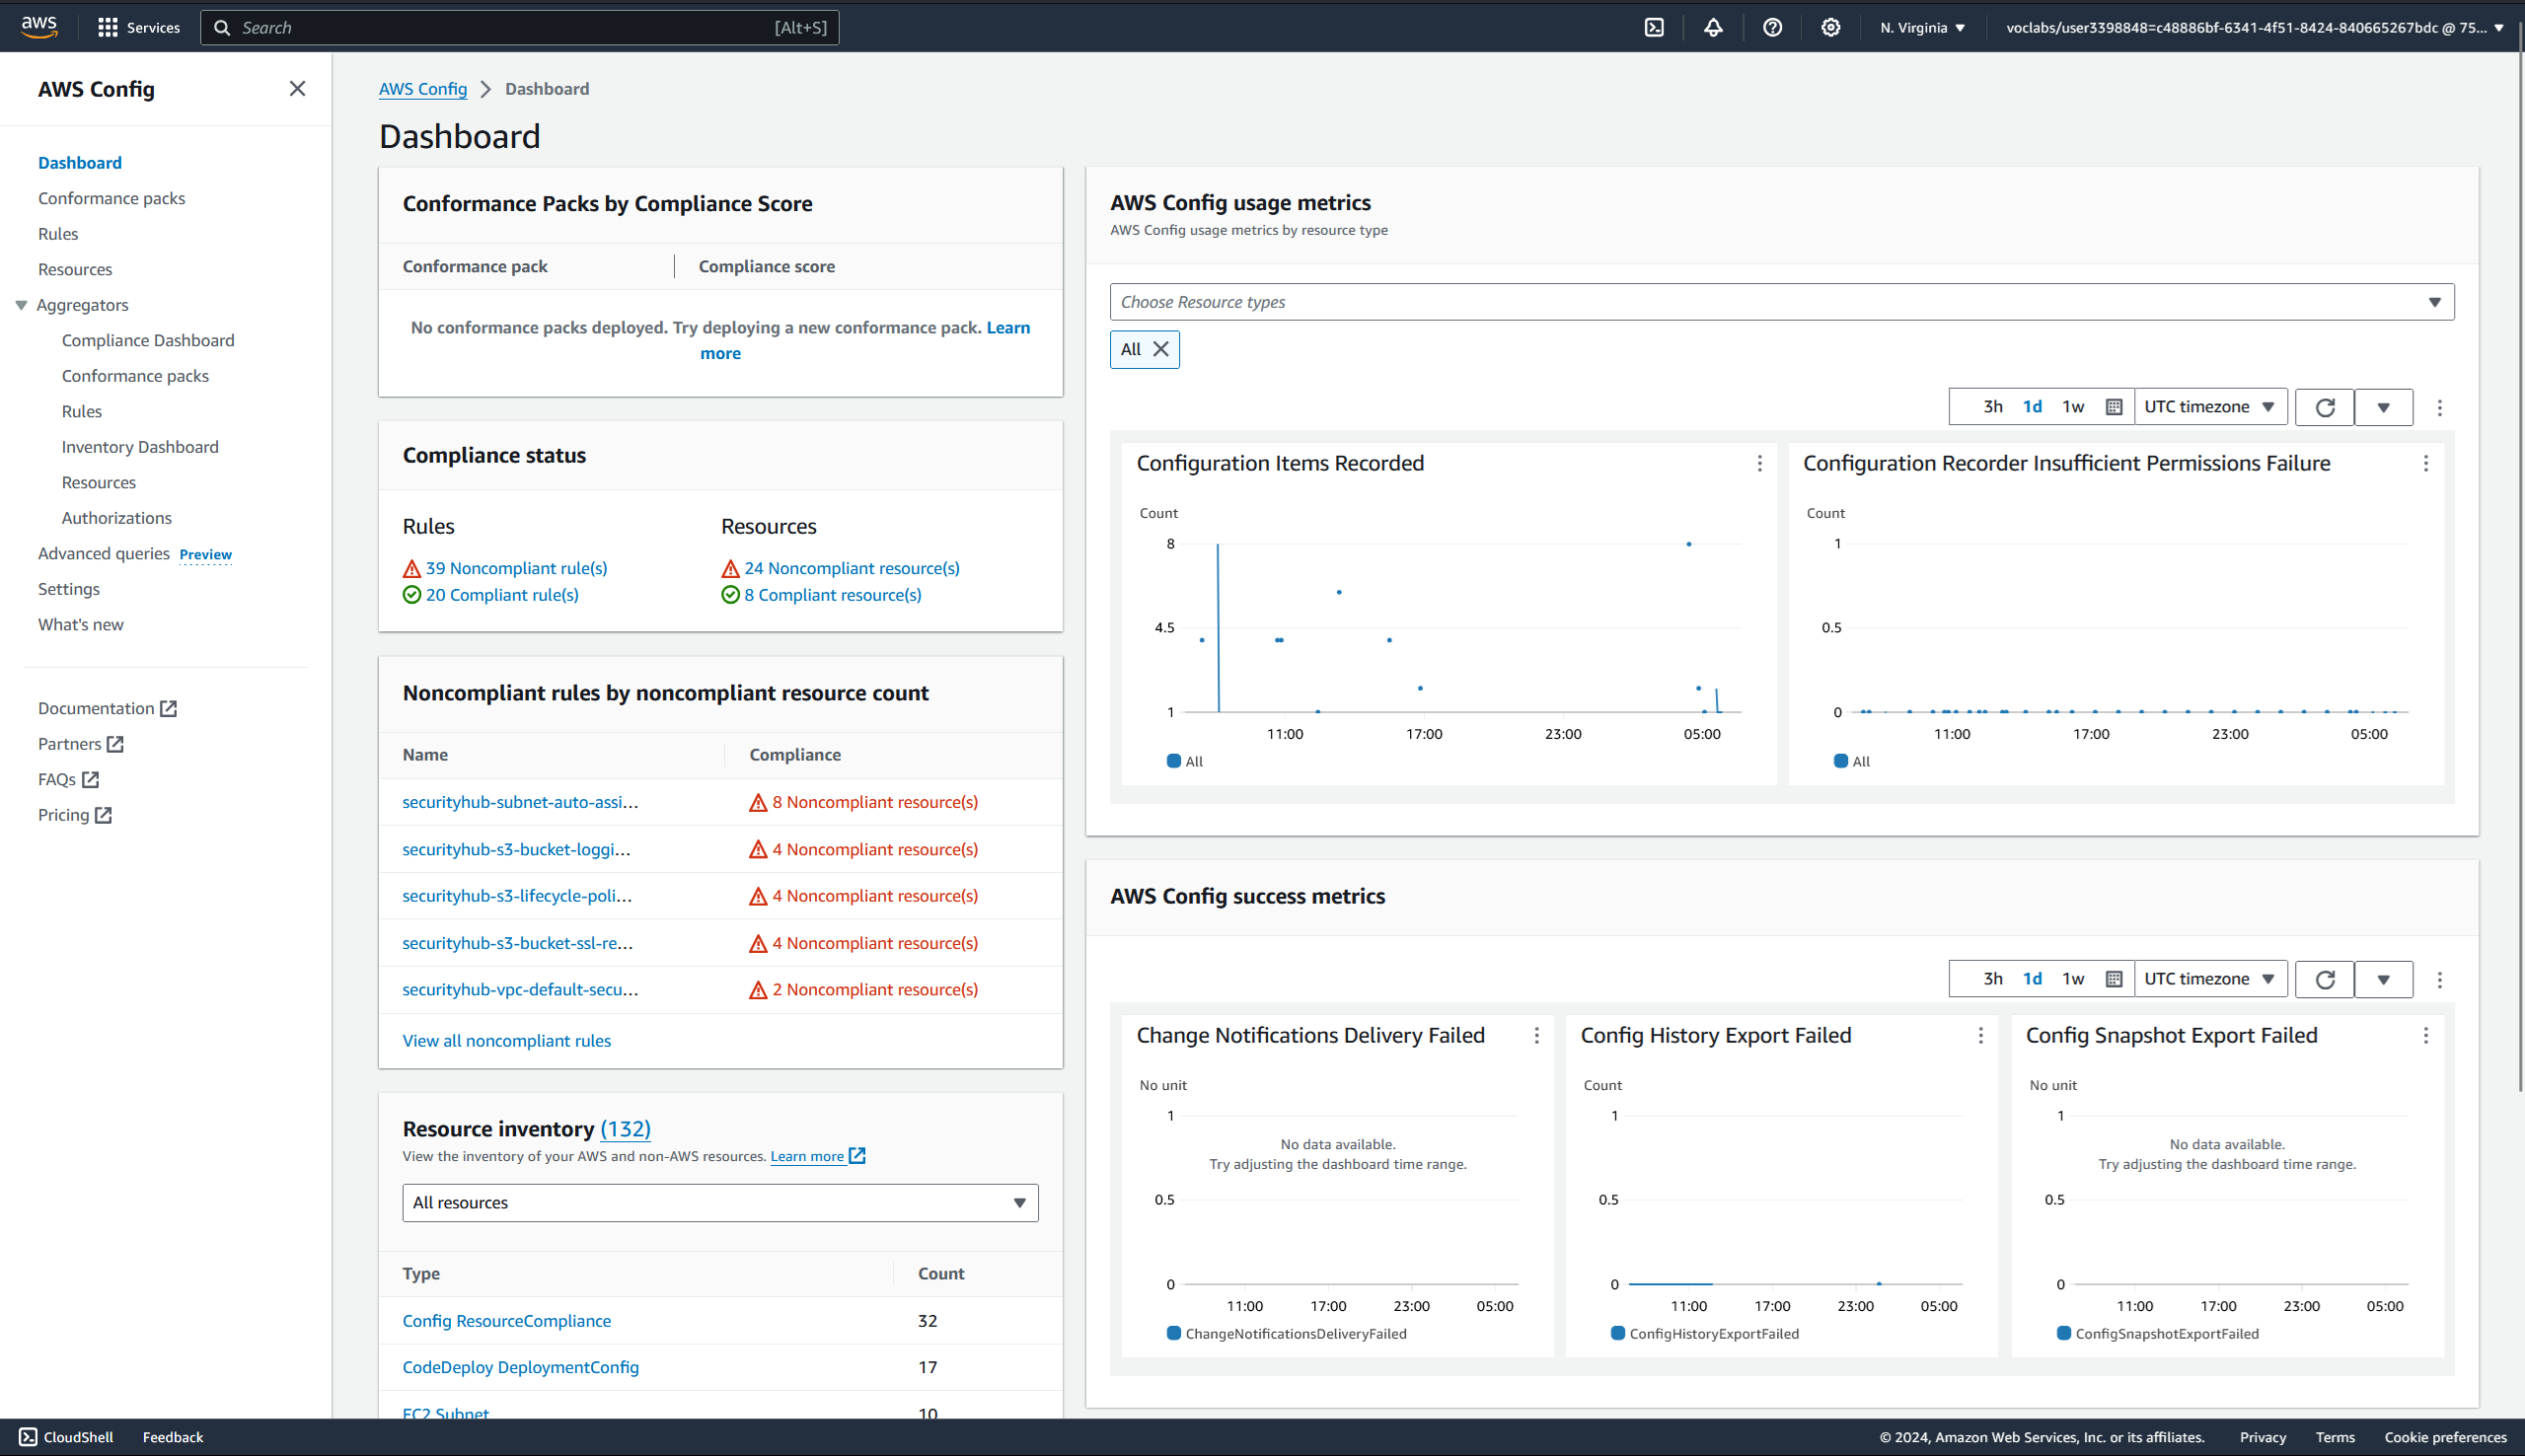 aws
Services
Search
[Alt+S]
N. Virginia
voclabs/user3398848=c48886bf-6341-4f51-8424-840665267bdc @ 75...
AWS Config
Dashboard
Conformance packs
Rules
Resources
Aggregators
Compliance Dashboard
Conformance packs
Rules
Inventory Dashboard
Resources
Authorizations
Advanced queries Preview
Settings
What's new
Documentation
Partners
FAQs
Pricing
AWS Config > Dashboard
Dashboard
Conformance Packs by Compliance Score
Conformance pack
Compliance score
No conformance packs deployed. Try deploying a new conformance pack. Learn
more
Compliance status
Rules
39 Noncompliant rule(s)
20 Compliant rule(s)
Resources
24 Noncompliant resource(s)
8 Compliant resource(s)
Noncompliant rules by noncompliant resource count
Name
Compliance
securityhub-subnet-auto-assi...
8 Noncompliant resource(s)
securityhub-s3-bucket-loggi...
4 Noncompliant resource(s)
securityhub-s3-lifecycle-poli...
4 Noncompliant resource(s)
securityhub-s3-bucket-ssl-re...
4 Noncompliant resource(s)
securityhub-vpc-default-secu...
2 Noncompliant resource(s)
View all noncompliant rules
Resource inventory (132)
View the inventory of your AWS and non-AWS resources. Learn more
All resources
Type
Count
Config ResourceCompliance
32
CodeDeploy DeploymentConfig
17
EC2 Subnet
10
AWS Config usage metrics
AWS Config usage metrics by resource type
Choose Resource types
All
3h
1d
1w
UTC timezone
Configuration Items Recorded
Count
8
4.5
1
11:00
17:00
23:00
05:00
All
Configuration Recorder Insufficient Permissions Failure
Count
1
0.5
0
11:00
17:00
23:00
05:00
All
AWS Config success metrics
3h
1d
1w
UTC timezone
Change Notifications Delivery Failed
No unit
1
No data available.
Try adjusting the dashboard time range.
0.5
0
11:00
17:00
23:00
05:00
ChangeNotificationsDeliveryFailed
Config History Export Failed
Count
1
0.5
0
11:00
17:00
23:00
05:00
ConfigHistoryExportFailed
Config Snapshot Export Failed
No unit
1
No data available.
Try adjusting the dashboard time range.
0.5
0
11:00
17:00
23:00
05:00
ConfigSnapshotExportFailed
CloudShell
Feedback
© 2024, Amazon Web Services, Inc. or its affiliates.
Privacy
Terms
Cookie preferences